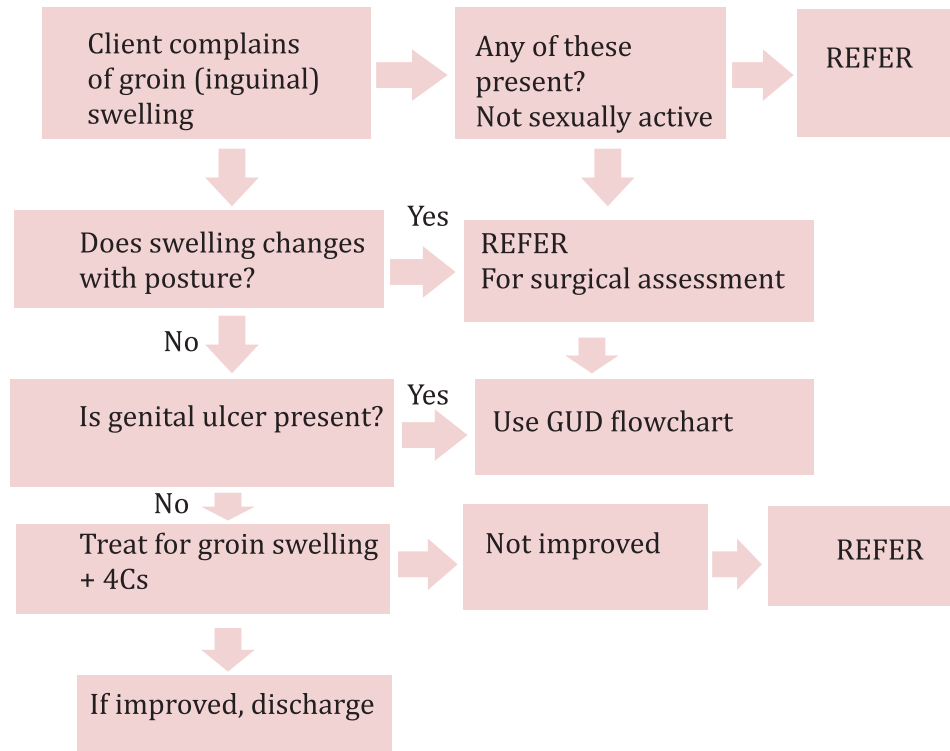 Client complains
of groin (inguinal)
swelling
Any of these
present?
Not sexually active
REFER
Does swelling changes
with posture?
Yes
REFER
For surgical assessment
No
Is genital ulcer present?
Yes
Use GUD flowchart
No
Treat for groin swelling
+ 4Cs
Not improved
REFER
If improved, discharge